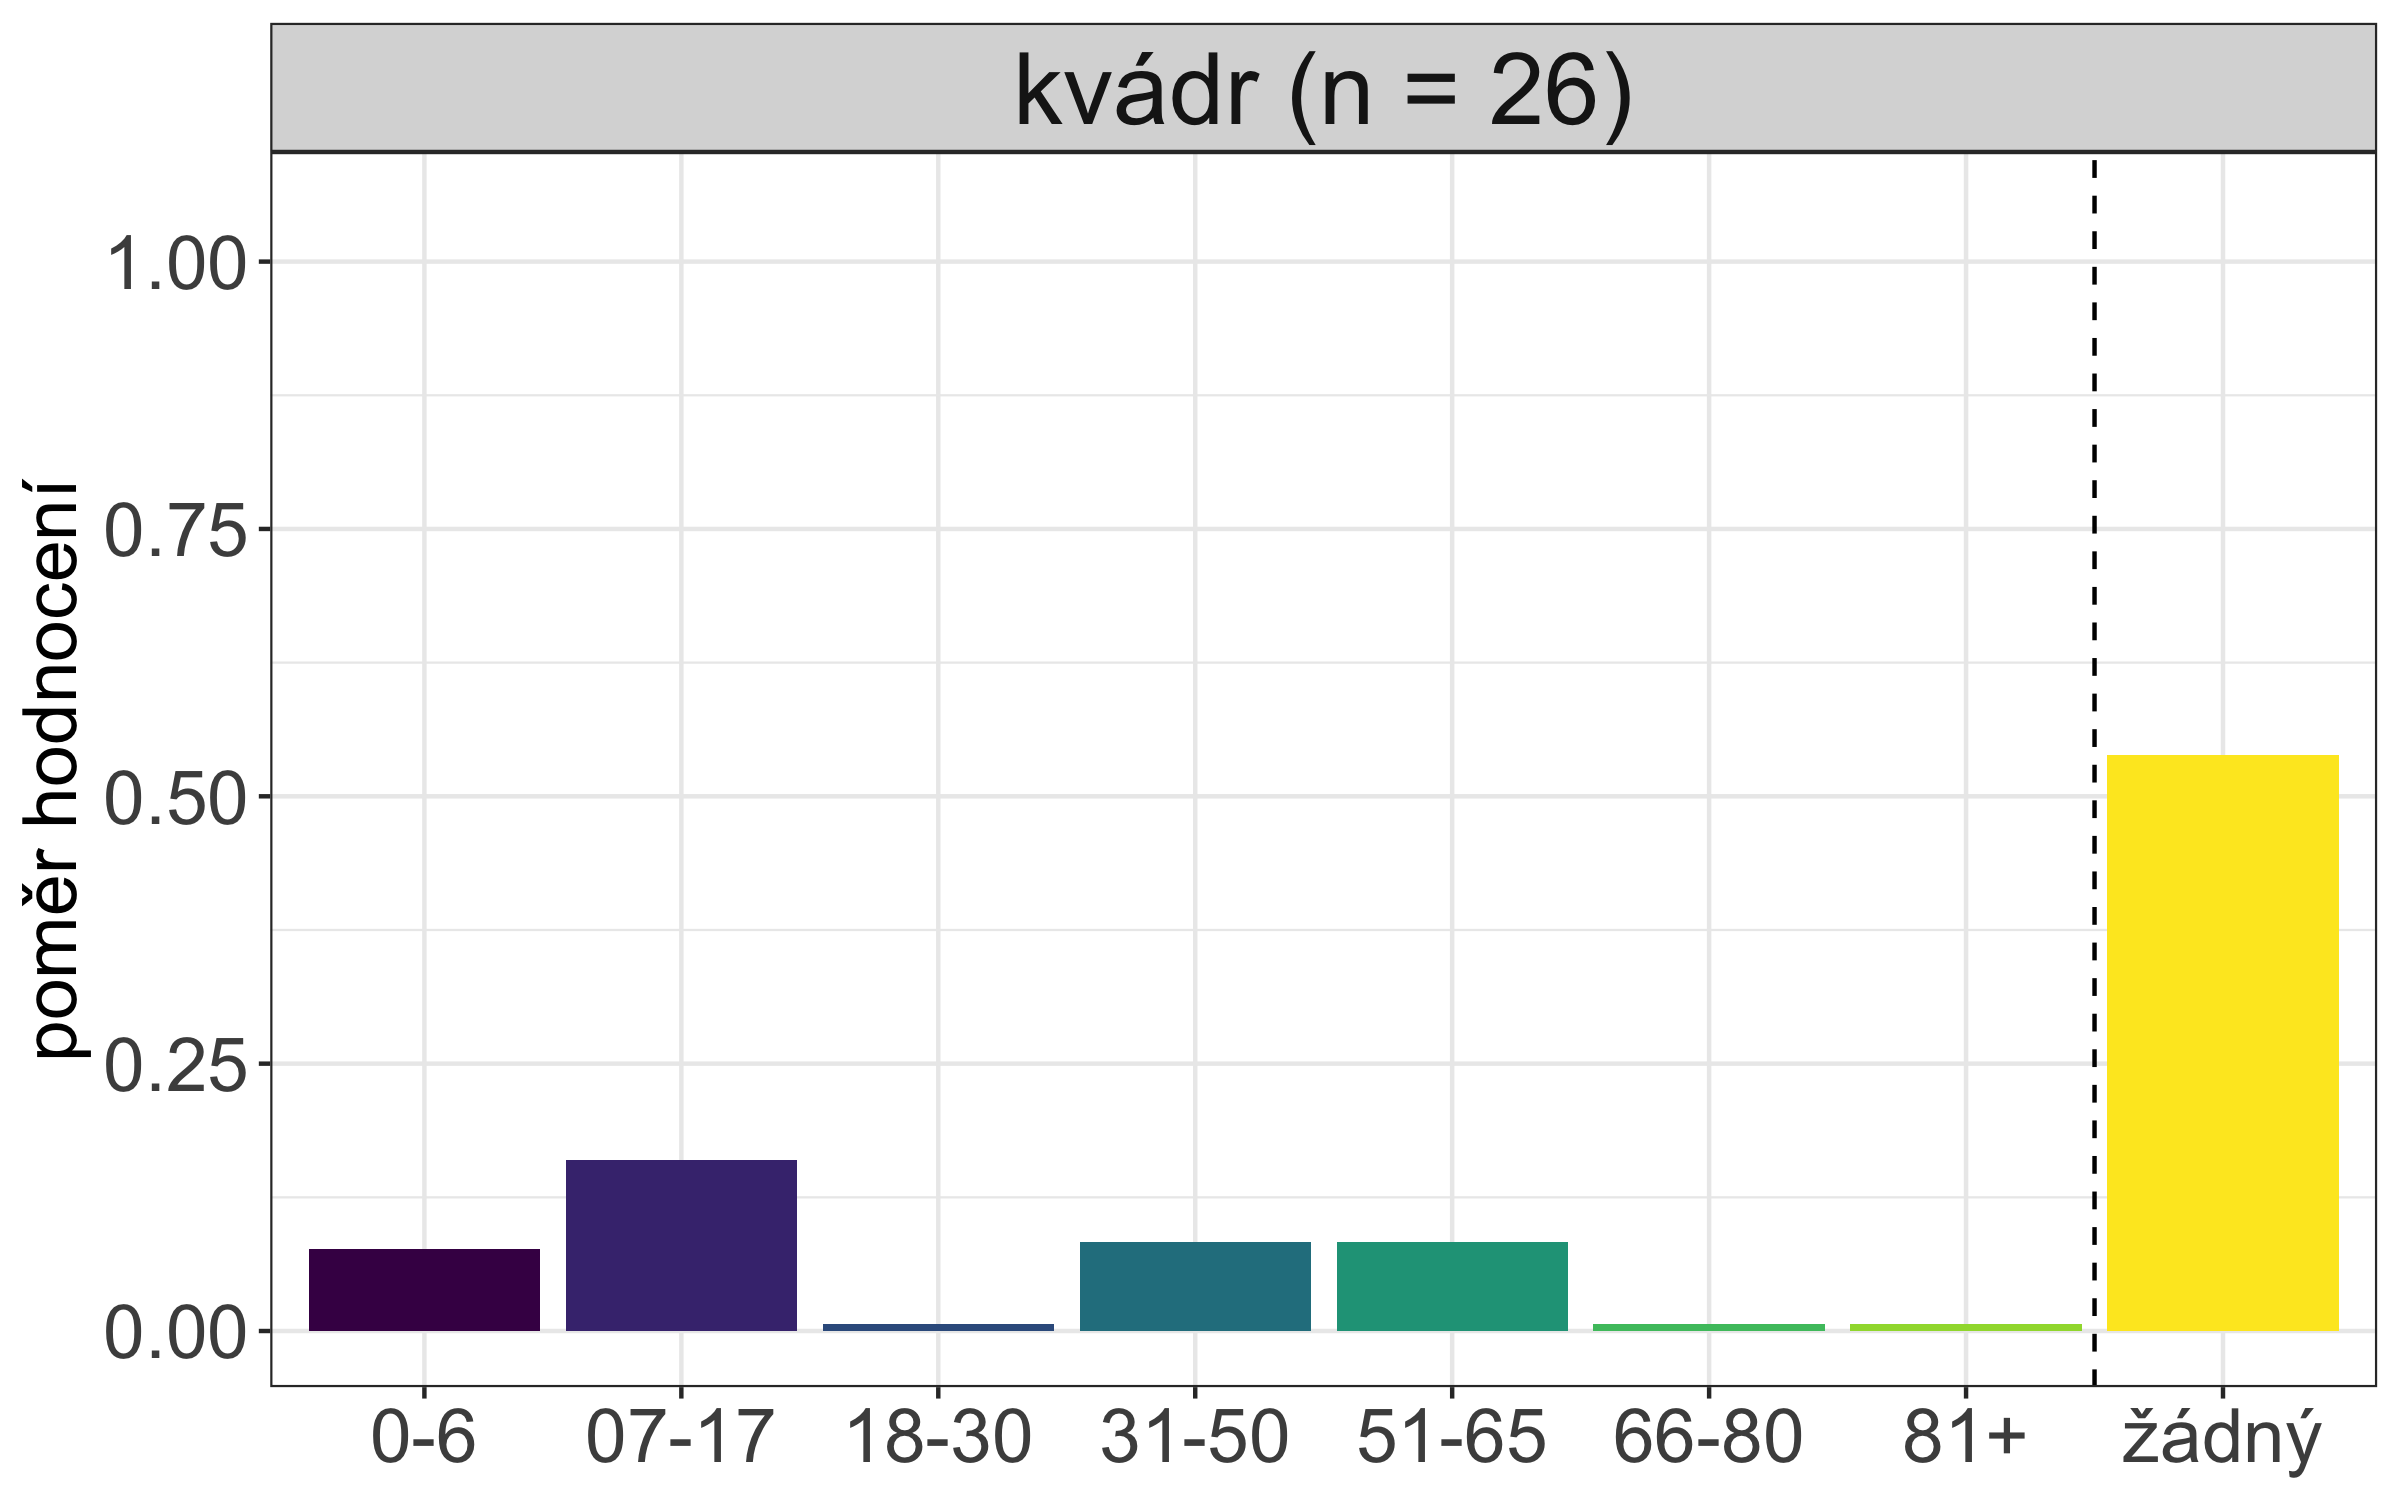 kvádr (n = 26)
poměr hodnocení
1.00
0.75
0.50
0.25
0.00
0-6 07-17 18-30 31-50 51-65 66-80 81+ žádný